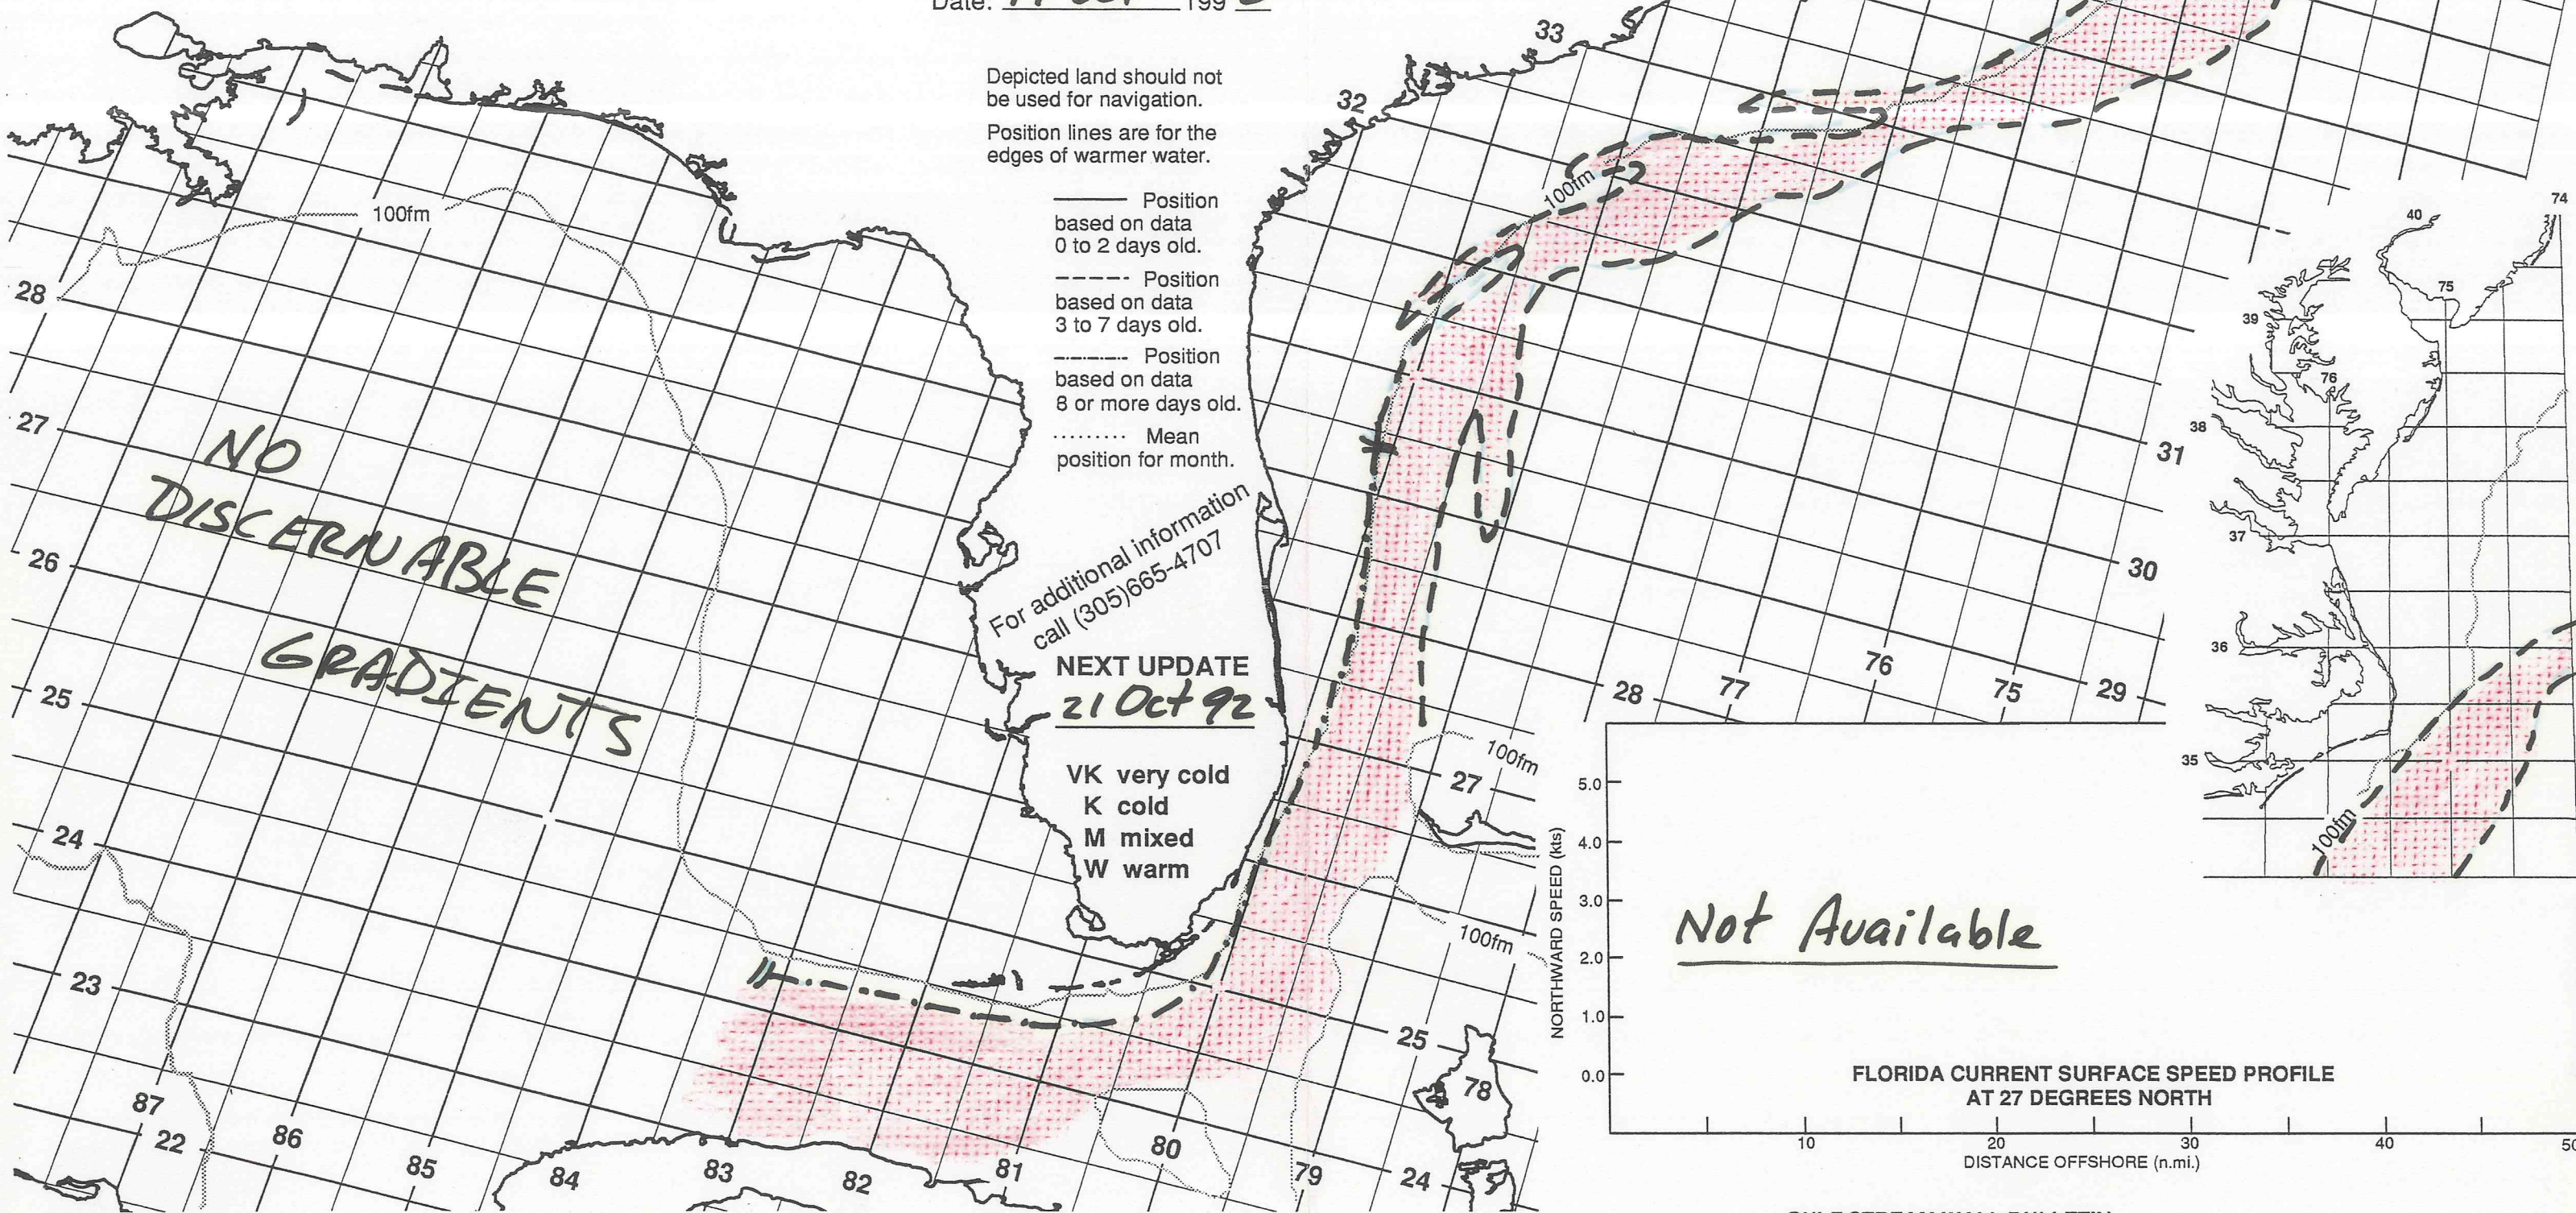 Date: 199
Depicted land should not
be used for navigation.
Position lines are for the
edges of warmer water.
Position
based on data
0 to 2 days old.
Position
based on data
3 to 7 days old.
Position
based on data
8 or more days old.
Mean
position for month.
For additional information
call (305)665-4707
NEXT UPDATE
21 Oct 92
VK very cold
K cold
M mixed
W warm
NO
DISCERNABLE
GRADIENTS
100fm
28
27
26
25
24
23
87
22
86
85
84
83
82
81
80
79
24
78
25
100fm
27
100fm
28
77
76
75
29
30
31
32
33
100fm
40
74
75
39
76
38
37
36
35
100fm
5.0
4.0
3.0
2.0
1.0
0.0
NORTHWARD SPEED (kts)
Not Available
FLORIDA CURRENT SURFACE SPEED PROFILE
AT 27 DEGREES NORTH
10
20
30
40
50
DISTANCE OFFSHORE (n.mi.)